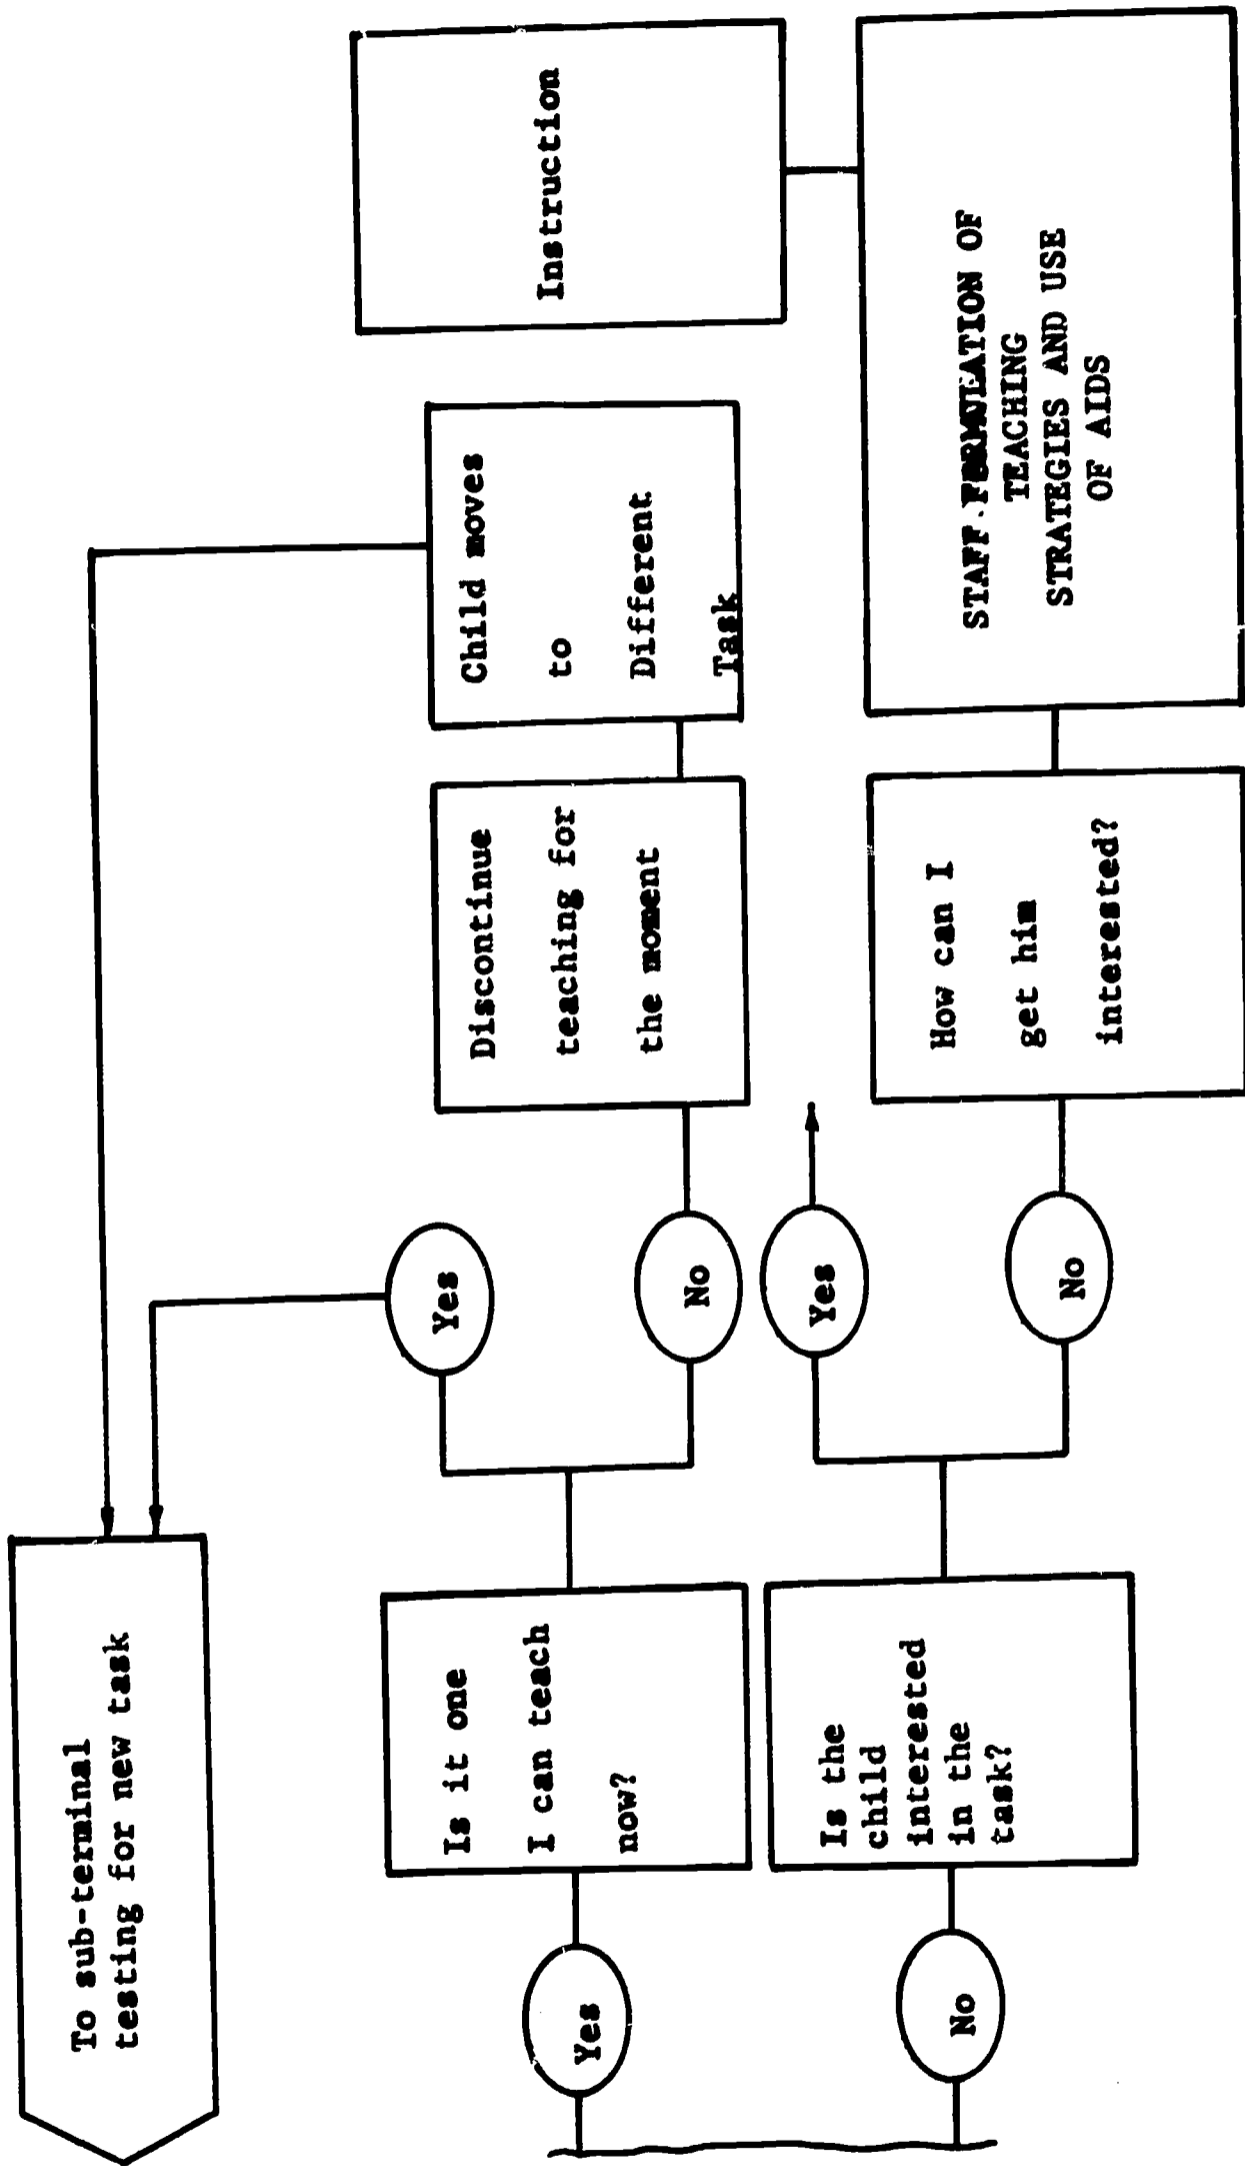 To sub-terminal
testing for new task
Yes
Is it one
I can teach
now?
Yes
No
Discontinue
teaching for
the moment
Child moves
to
Different
Task
Instruction
No
Is the
child
interested
in the
task?
Yes
No
How can I
get him
interested?
STAFF FORMULATION OF
TEACHING
STRATEGIES AND USE
OF AIDS